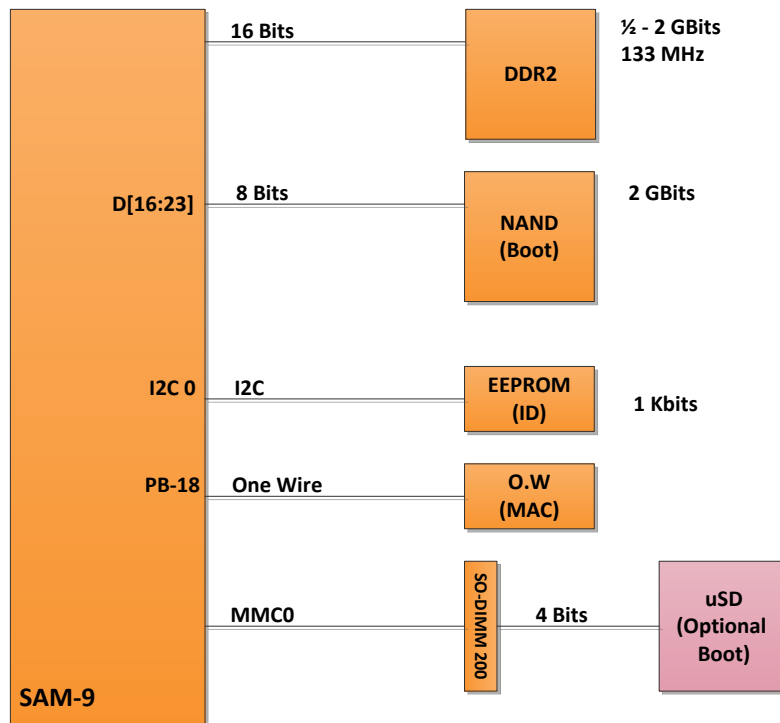 16 Bits
DDR2
½ - 2 GBits
133 MHz
D[16:23]
8 Bits
NAND
(Boot)
2 GBits
I2C 0
I2C
EEPROM
(ID)
1 Kbits
PB-18
One Wire
O.W
(MAC)
MMC0
SO-DIMM 200
4 Bits
uSD
(Optional
Boot)
SAM-9